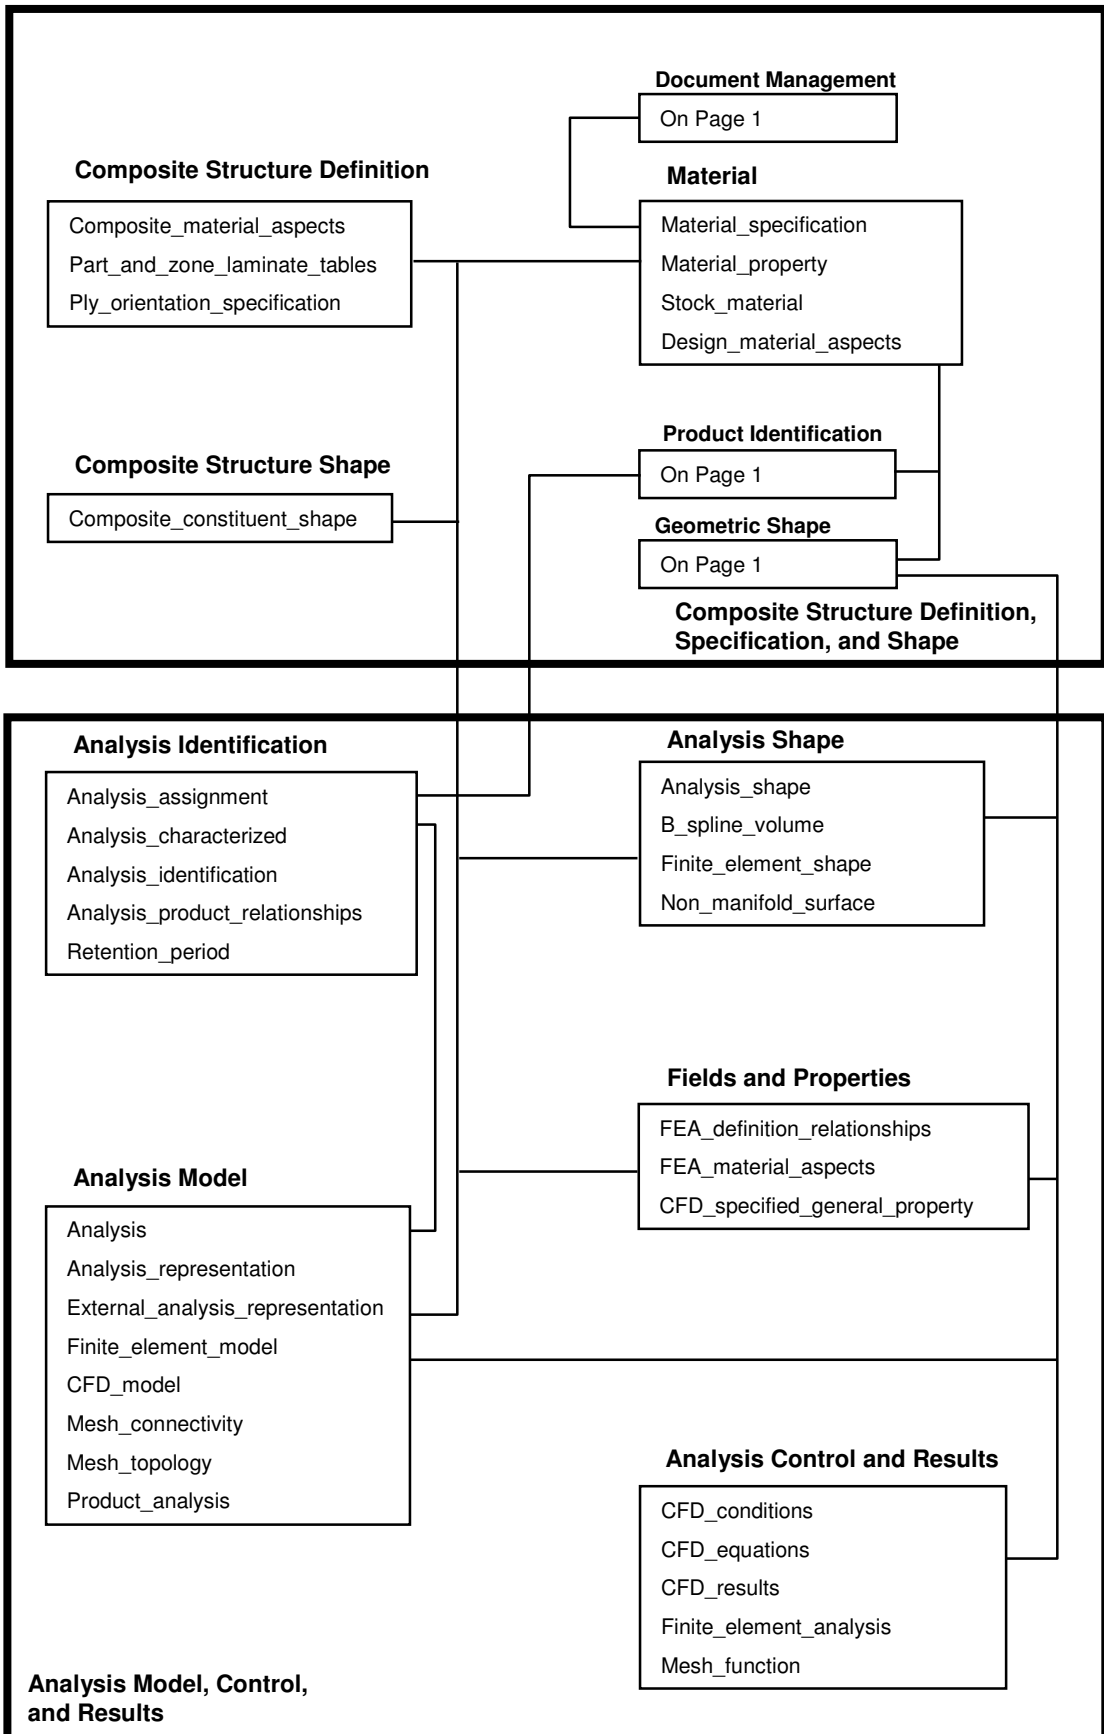 Document Management
On Page 1
Composite Structure Definition
Composite_material_aspects
Part_and_zone_laminate_tables
Ply_orientation_specification
Material
Material_specification
Material_property
Stock_material
Design_material_aspects
Composite Structure Shape
Composite_constituent_shape
Product Identification
On Page 1
Geometric Shape
On Page 1
Composite Structure Definition,
Specification, and Shape
Analysis Identification
Analysis_assignment
Analysis_characterized
Analysis_identification
Analysis_product_relationships
Retention_period
Analysis Shape
Analysis_shape
B_spline_volume
Finite_element_shape
Non_manifold_surface
Fields and Properties
FEA_definition_relationships
FEA_material_aspects
CFD_specified_general_property
Analysis Model
Analysis
Analysis_representation
External_analysis_representation
Finite_element_model
CFD_model
Mesh_connectivity
Mesh_topology
Product_analysis
Analysis Control and Results
CFD_conditions
CFD_equations
CFD_results
Finite_element_analysis
Mesh_function
Analysis Model, Control,
and Results